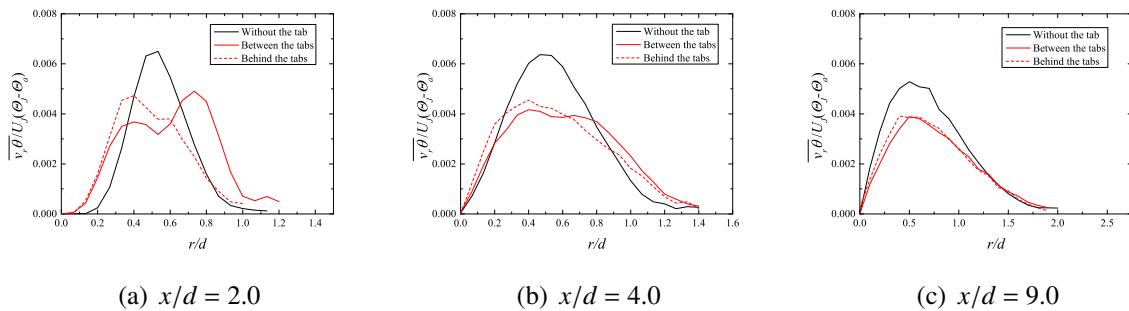 0.008
0.006
0.004
0.002
0.000
0.0 0.2 0.4 0.6 0.8 1.0 1.2 1.4
v_rθ/U_j(Θ_j-Θ_a)
r/d
Without the tab
Between the tabs
Behind the tabs
(a) x/d = 2.0
0.008
0.006
0.004
0.002
0.000
0.0 0.2 0.4 0.6 0.8 1.0 1.2 1.4 1.6
v_rθ/U_j(Θ_j-Θ_a)
r/d
Without the tab
Between the tabs
Behind the tabs
(b) x/d = 4.0
0.008
0.006
0.004
0.002
0.000
0.0 0.5 1.0 1.5 2.0 2.5
v_rθ/U_j(Θ_j-Θ_a)
r/d
Without the tab
Between the tabs
Behind the tabs
(c) x/d = 9.0